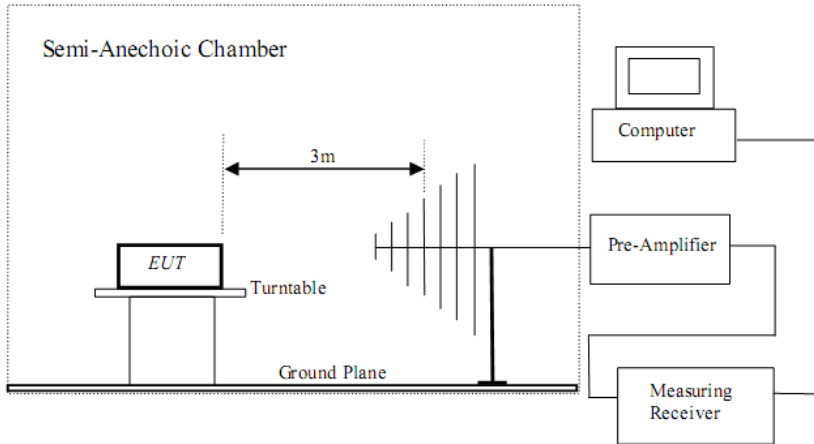 Semi-Anechoic Chamber
3m
EUT
Turntable
Ground Plane
Computer
Pre-Amplifier
Measuring
Receiver